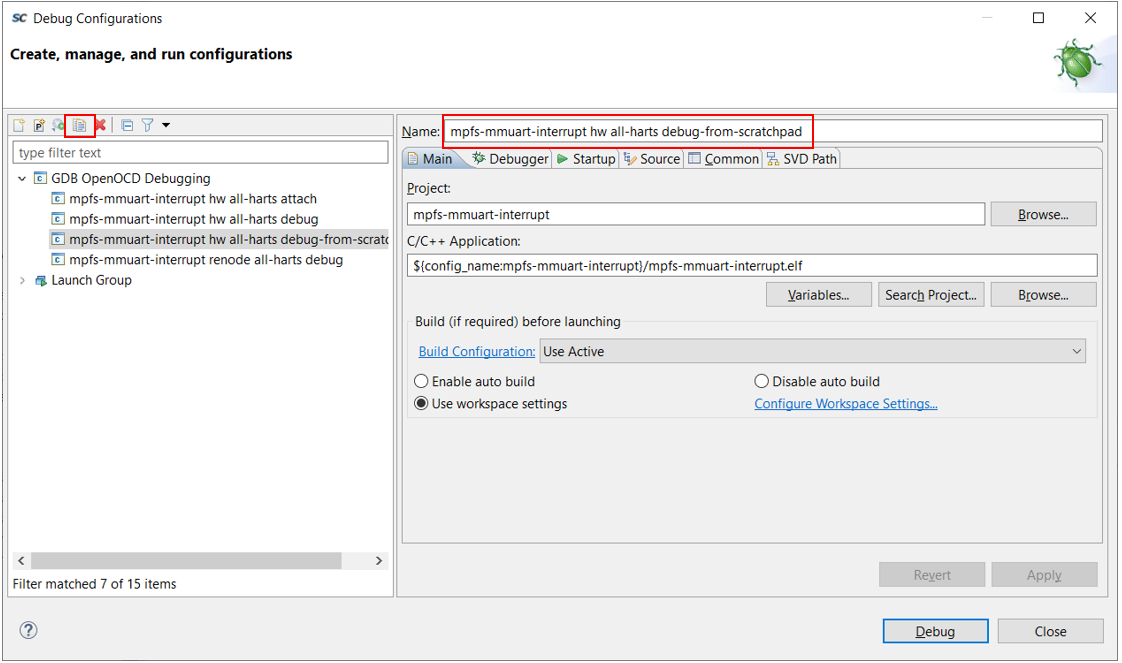 SC Debug Configurations
Create, manage, and run configurations
type filter text
GDB OpenOCD Debugging
mpfs-mmuart-interrupt hw all-harts attach
mpfs-mmuart-interrupt hw all-harts debug
mpfs-mmuart-interrupt hw all-harts debug-from-scratc
mpfs-mmuart-interrupt renode all-harts debug
Launch Group
Filter matched 7 of 15 items
Name: mpfs-mmuart-interrupt hw all-harts debug-from-scratchpad
Main Debugger Startup Source Common SVD Path
Project:
mpfs-mmuart-interrupt Browse...
C/C++ Application:
${config_name:mpfs-mmuart-interrupt}/mpfs-mmuart-interrupt.elf
Variables... Search Project... Browse...
Build (if required) before launching
Build Configuration: Use Active
Enable auto build Disable auto build
Use workspace settings Configure Workspace Settings...
Revert Apply
? Debug Close